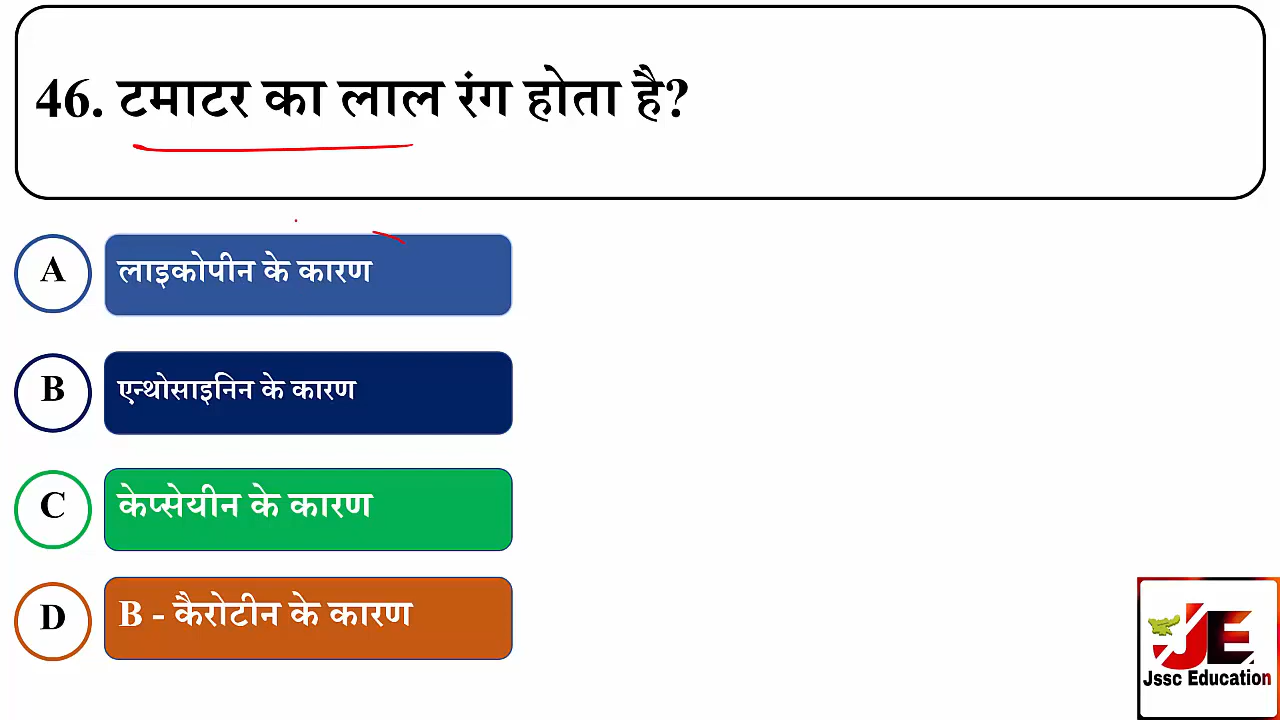 46. टमाटर का लाल रंग होता है?
A
लाइकोपीन के कारण
B
एन्थोसाइनिन के कारण
C
केप्सेयीन के कारण
D
B - कैरोटीन के कारण
JE
Jssc Education